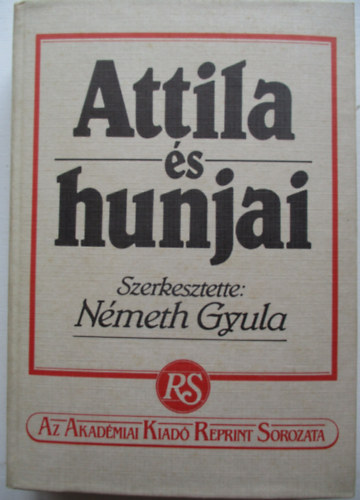 Attila
és
hunjai
Szerkesztette:
Németh Gyula
RS
Az Akadémiai Kiadó Reprint Sorozata